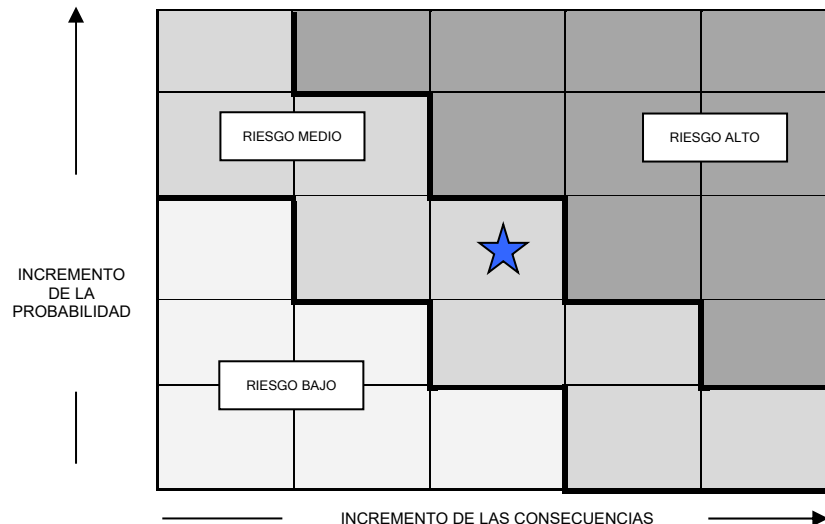 RIESGO MEDIO
RIESGO ALTO
INCREMENTO
DE LA
PROBABILIDAD
RIESGO BAJO
INCREMENTO DE LAS CONSECUENCIAS